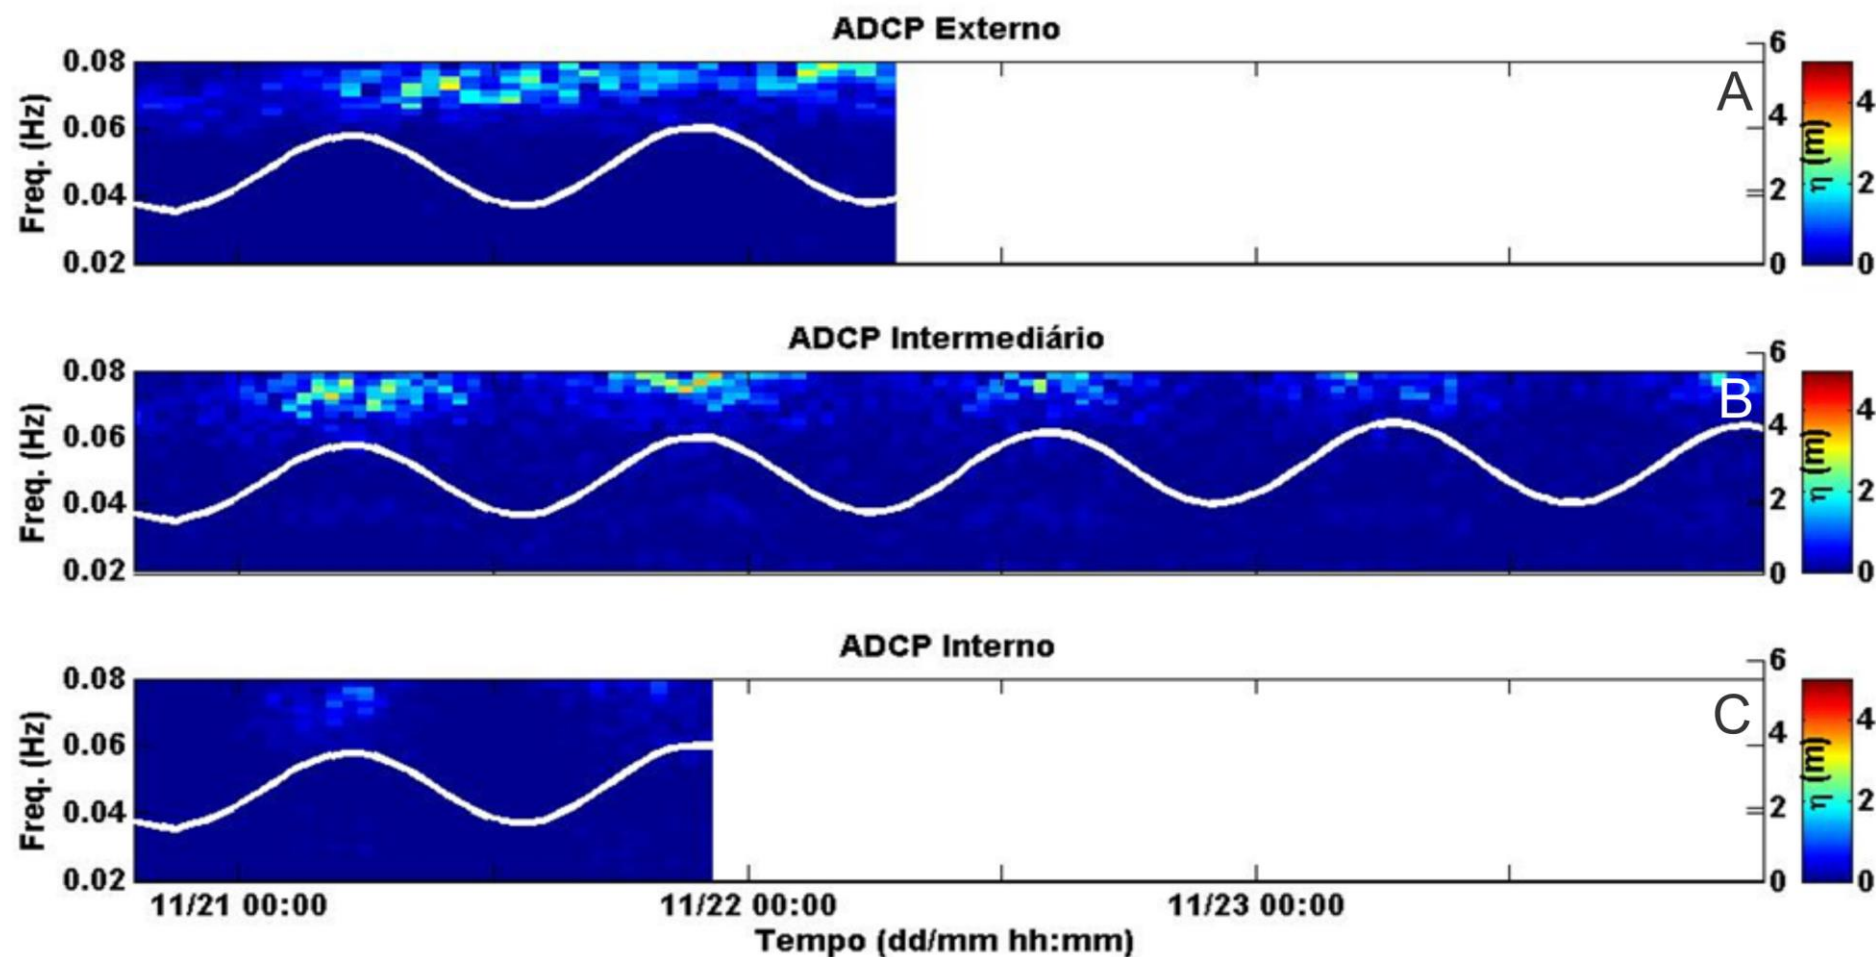 ADCP Externo
0.08
0.06
0.04
0.02
Freq. (Hz)
6
4
2
0
η (m)
4
2
0
A
ADCP Intermediário
0.08
0.06
0.04
0.02
Freq. (Hz)
6
4
2
0
η (m)
4
2
0
B
ADCP Interno
0.08
0.06
0.04
0.02
Freq. (Hz)
6
4
2
0
η (m)
4
2
0
C
11/21 00:00 11/22 00:00 11/23 00:00
Tempo (dd/mm hh:mm)